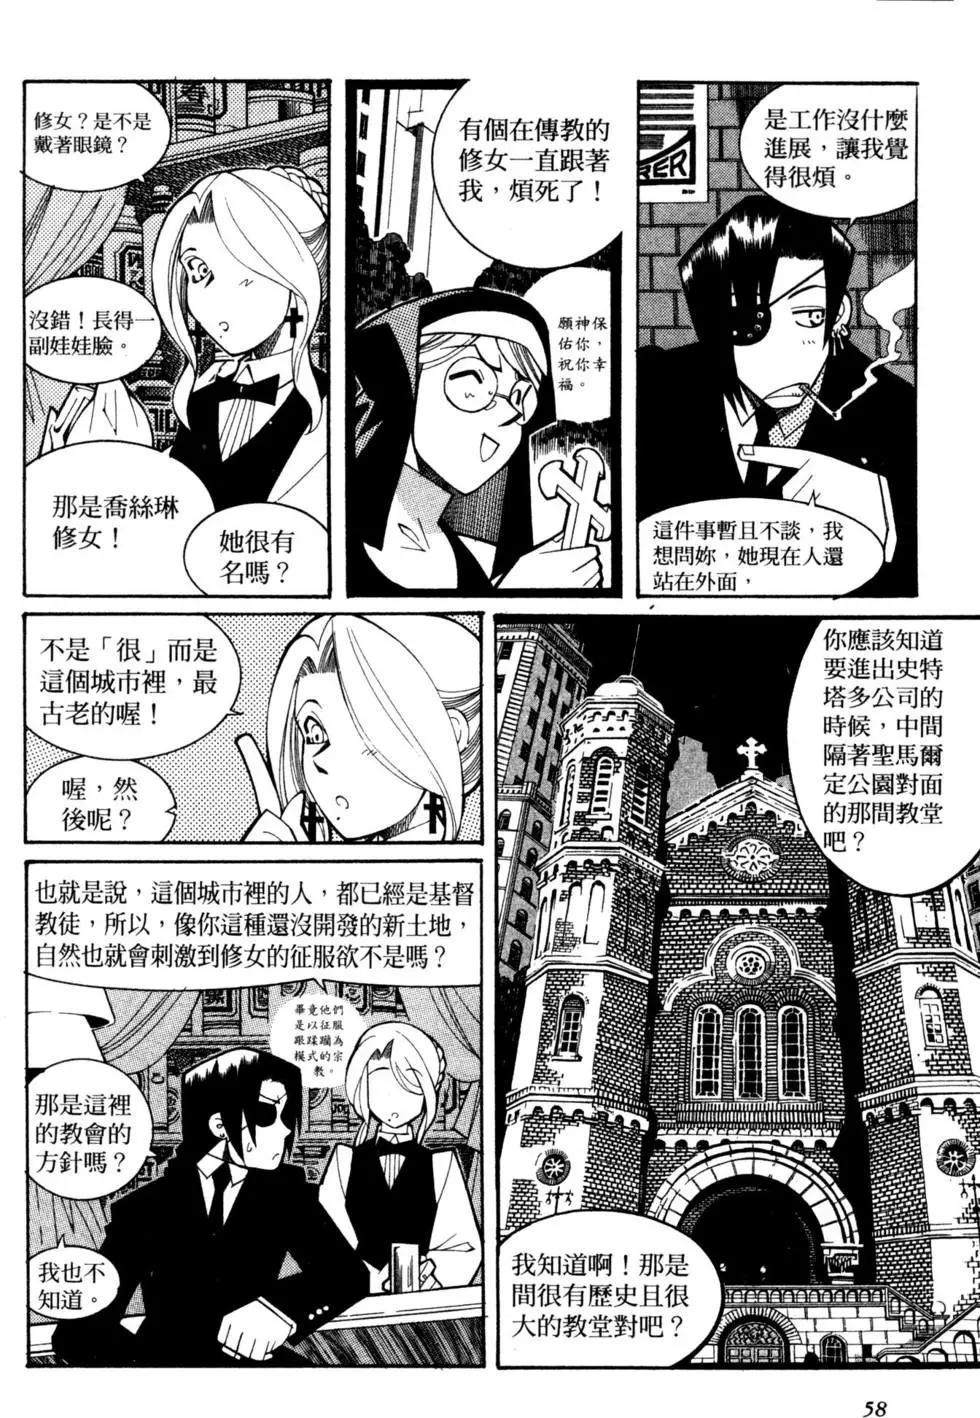 是工作沒什麼
進展，讓我覺
得很煩。
RER
這件事暫且不談，我
想問妳，她現在人還
站在外面，
有個在傳教的
修女一直跟著
我，煩死了！
願神保
佑你，
祝你幸
福。
修女？是不是
戴著眼鏡？
沒錯！長得一
副娃娃臉。
那是喬絲琳
修女！
她很有
名嗎？
你應該知道
要進出史特
塔多公司的
時候，中間
隔著聖馬爾
定公園對面
的那間教堂
吧？
我知道啊！那是
間很有歷史且很
大的教堂對吧？
不是「很」而是
這個城市裡，最
古老的喔！
喔，然
後呢？
也就是說，這個城市裡的人，都已經是基督
教徒，所以，像你這種還沒開發的新土地，
自然也就會刺激到修女的征服欲不是嗎？
畢竟他們
是以征服
跟蹂躪為
模式的宗
教。
那是這裡
的教會的
方針嗎？
我也不
知道。
58